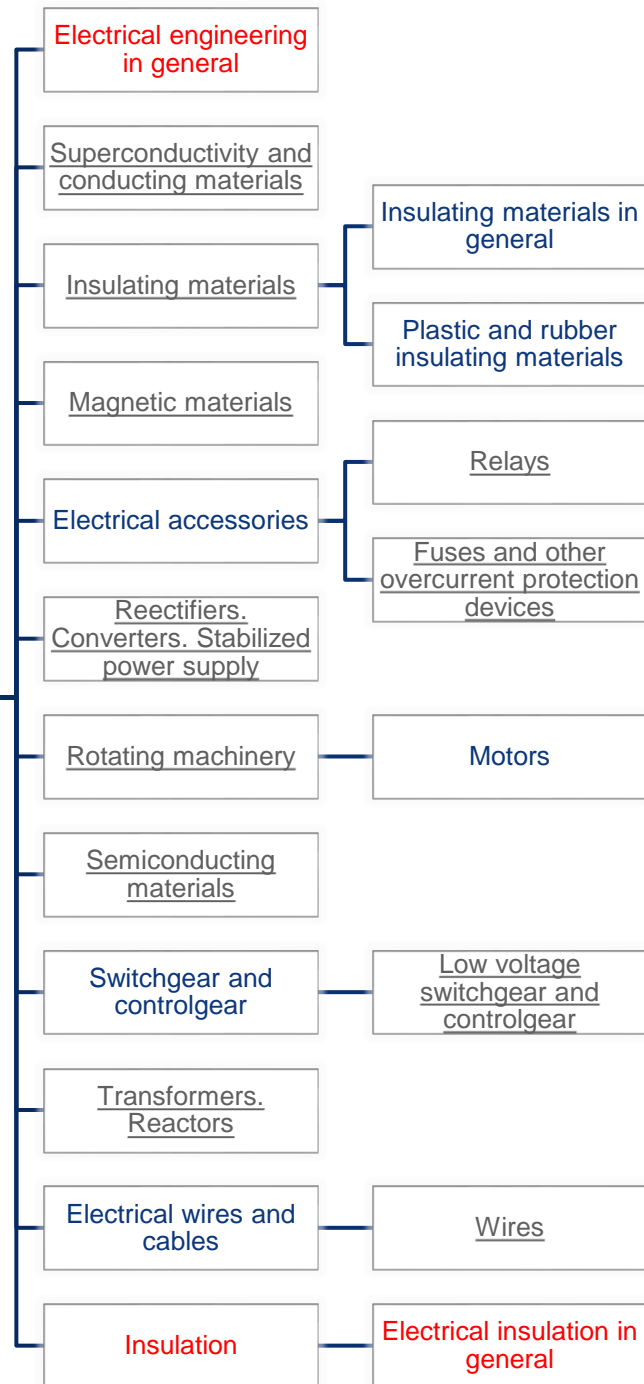 Electrical engineering
in general
Superconductivity and
conducting materials
Insulating materials
Insulating materials in
general
Plastic and rubber
insulating materials
Magnetic materials
Electrical accessories
Relays
Fuses and other
overcurrent protection
devices
Reectifiers.
Converters. Stabilized
power supply
Rotating machinery
Motors
Semiconducting
materials
Switchgear and
controlgear
Low voltage
switchgear and
controlgear
Transformers.
Reactors
Electrical wires and
cables
Wires
Insulation
Electrical insulation in
general